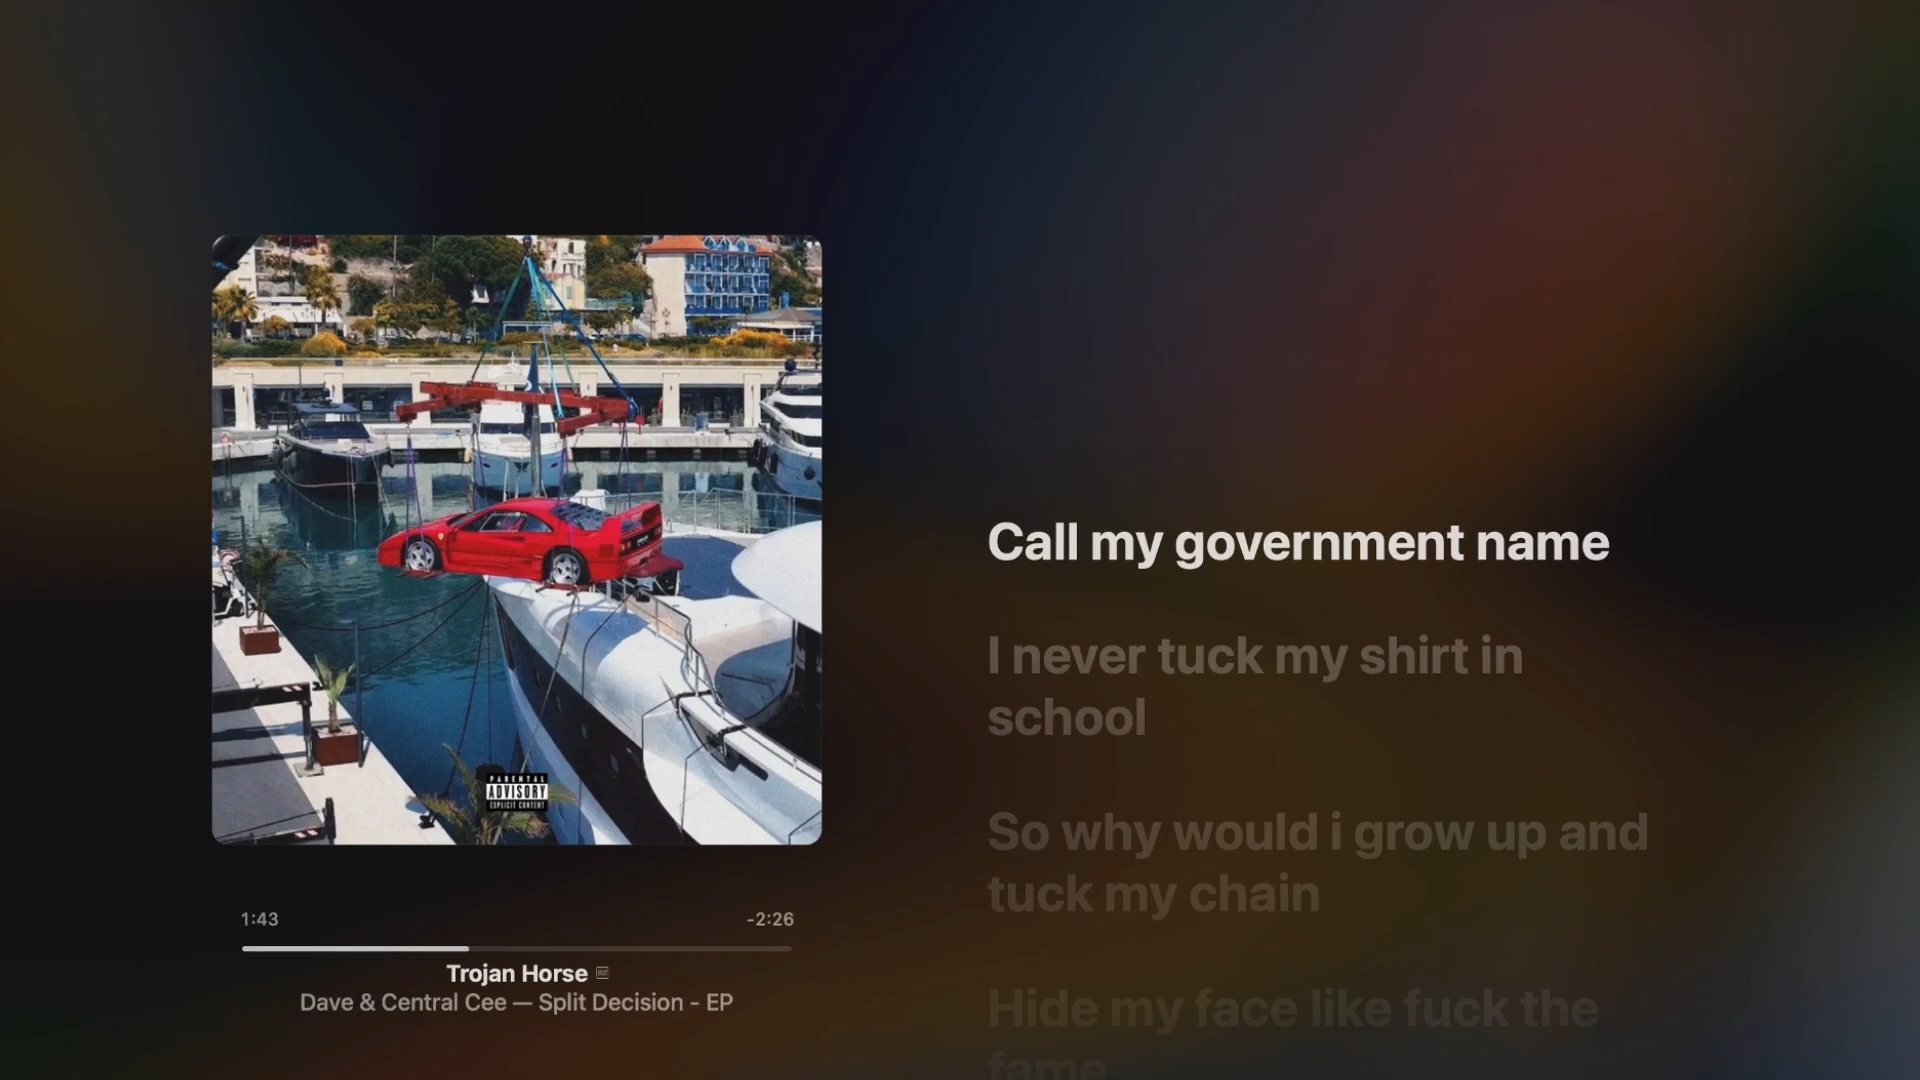 Call my government name
I never tuck my shirt in
school
So why would i grow up and
tuck my chain
Hide my face like fuck the
fame
PARENTAL
ADVISORY
EXPLICIT CONTENT
1:43
-2:26
Trojan Horse
Dave & Central Cee — Split Decision - EP